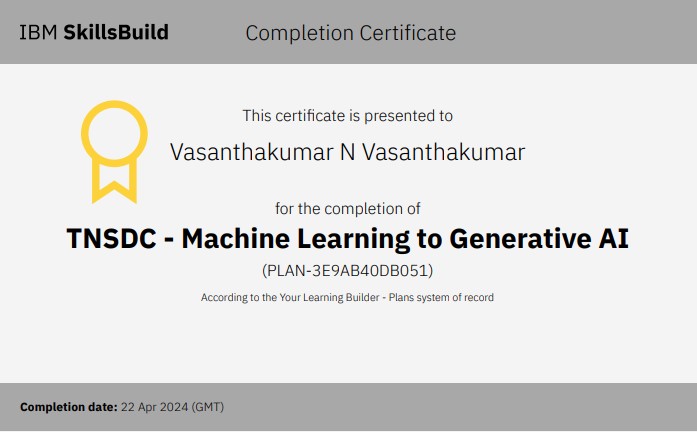 IBM SkillsBuild
Completion Certificate
This certificate is presented to
Vasanthakumar N Vasanthakumar
for the completion of
TNSDC - Machine Learning to Generative AI
(PLAN-3E9AB40DB051)
According to the Your Learning Builder - Plans system of record
Completion date: 22 Apr 2024 (GMT)